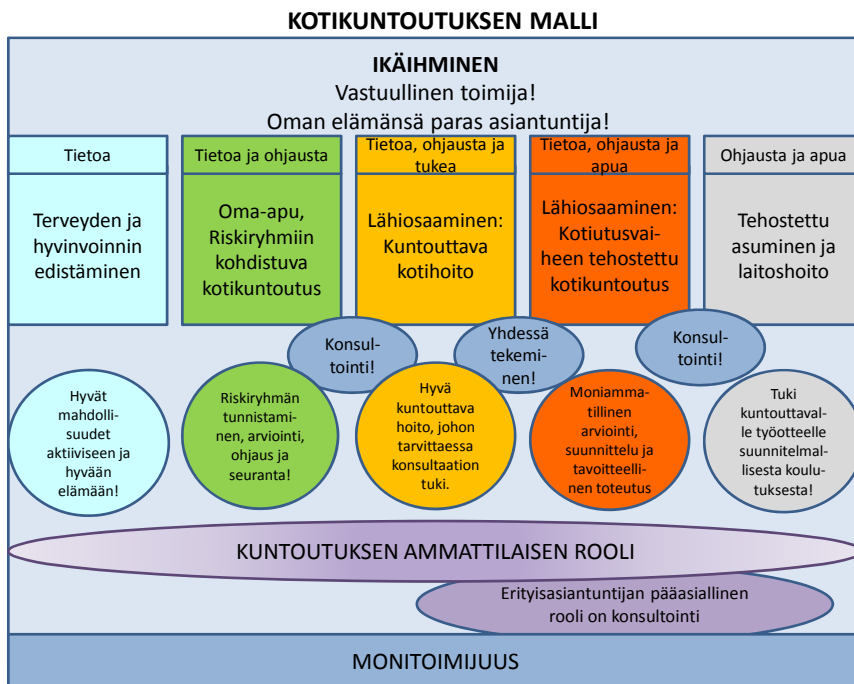 KOTIKUNTOUTUKSEN MALLI
IKÄIHMINEN
Vastuullinen toimija!
Oman elämänsä paras asiantuntija!
Tietoa
Terveyden ja
hyvinvoinnin
edistäminen
Tietoa ja ohjausta
Oma-apu,
Riskiryhmiin
kohdistuva
kotikuntoutus
Tietoa, ohjausta ja
tukea
Lähiosaaminen:
Kuntouttava
kotihoito
Tietoa, ohjausta ja
apua
Lähiosaaminen:
Kotiutusvai-
heen tehostettu
kotikuntoutus
Ohjausta ja apua
Tehostettu
asuminen ja
laitoshoito
Konsul-
tointi!
Yhdessä
tekemi-
nen!
Konsul-
tointi!
Hyvät
mahdolli-
suudet
aktiiviseen ja
hyvään
elämään!
Riskiryhmän
tunnistami-
nen, arviointi,
ohjaus ja
seuranta!
Hyvä
kuntouttava
hoito, johon
tarvittaessa
konsultaation
tuki.
Moniamma-
tillinen
arviointi,
suunnittelu ja
tavoitteelli-
nen toteutus
Tuki
kuntouttaval-
le työotteelle
suunnitelmal-
lisesta koulu-
tuksesta!
KUNTOUTUKSEN AMMATTILAISEN ROOLI
Erityisasiantuntijan pääasiallinen
rooli on konsultointi
MONITOIMIJUUS